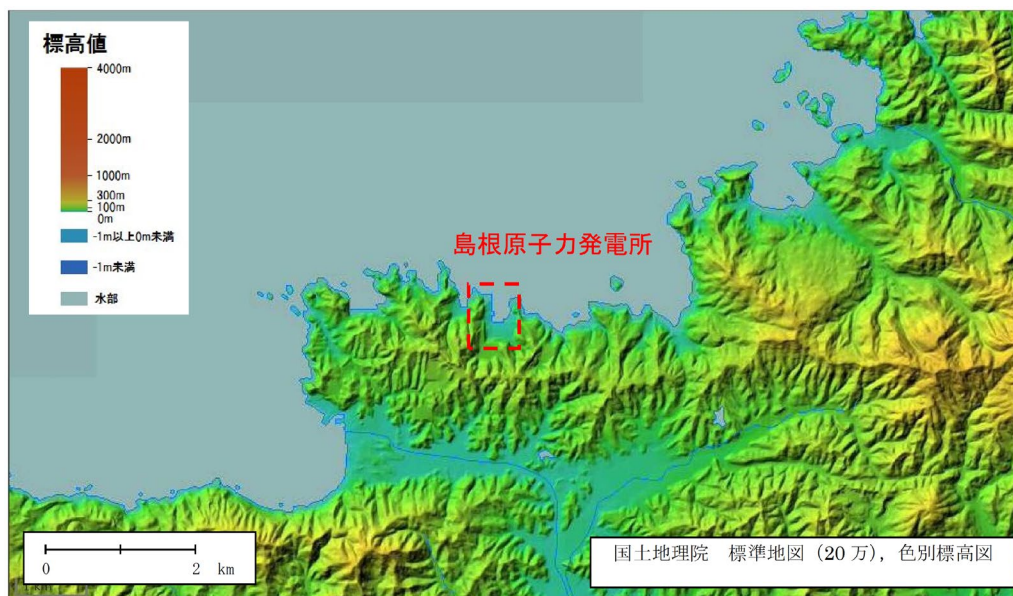 標高値
4000m
2000m
1000m
300m
100m
0m
-1m以上0m未満
-1m未満
水部
島根原子力発電所
0 2 km
国土地理院 標準地図（20 万），色別標高図